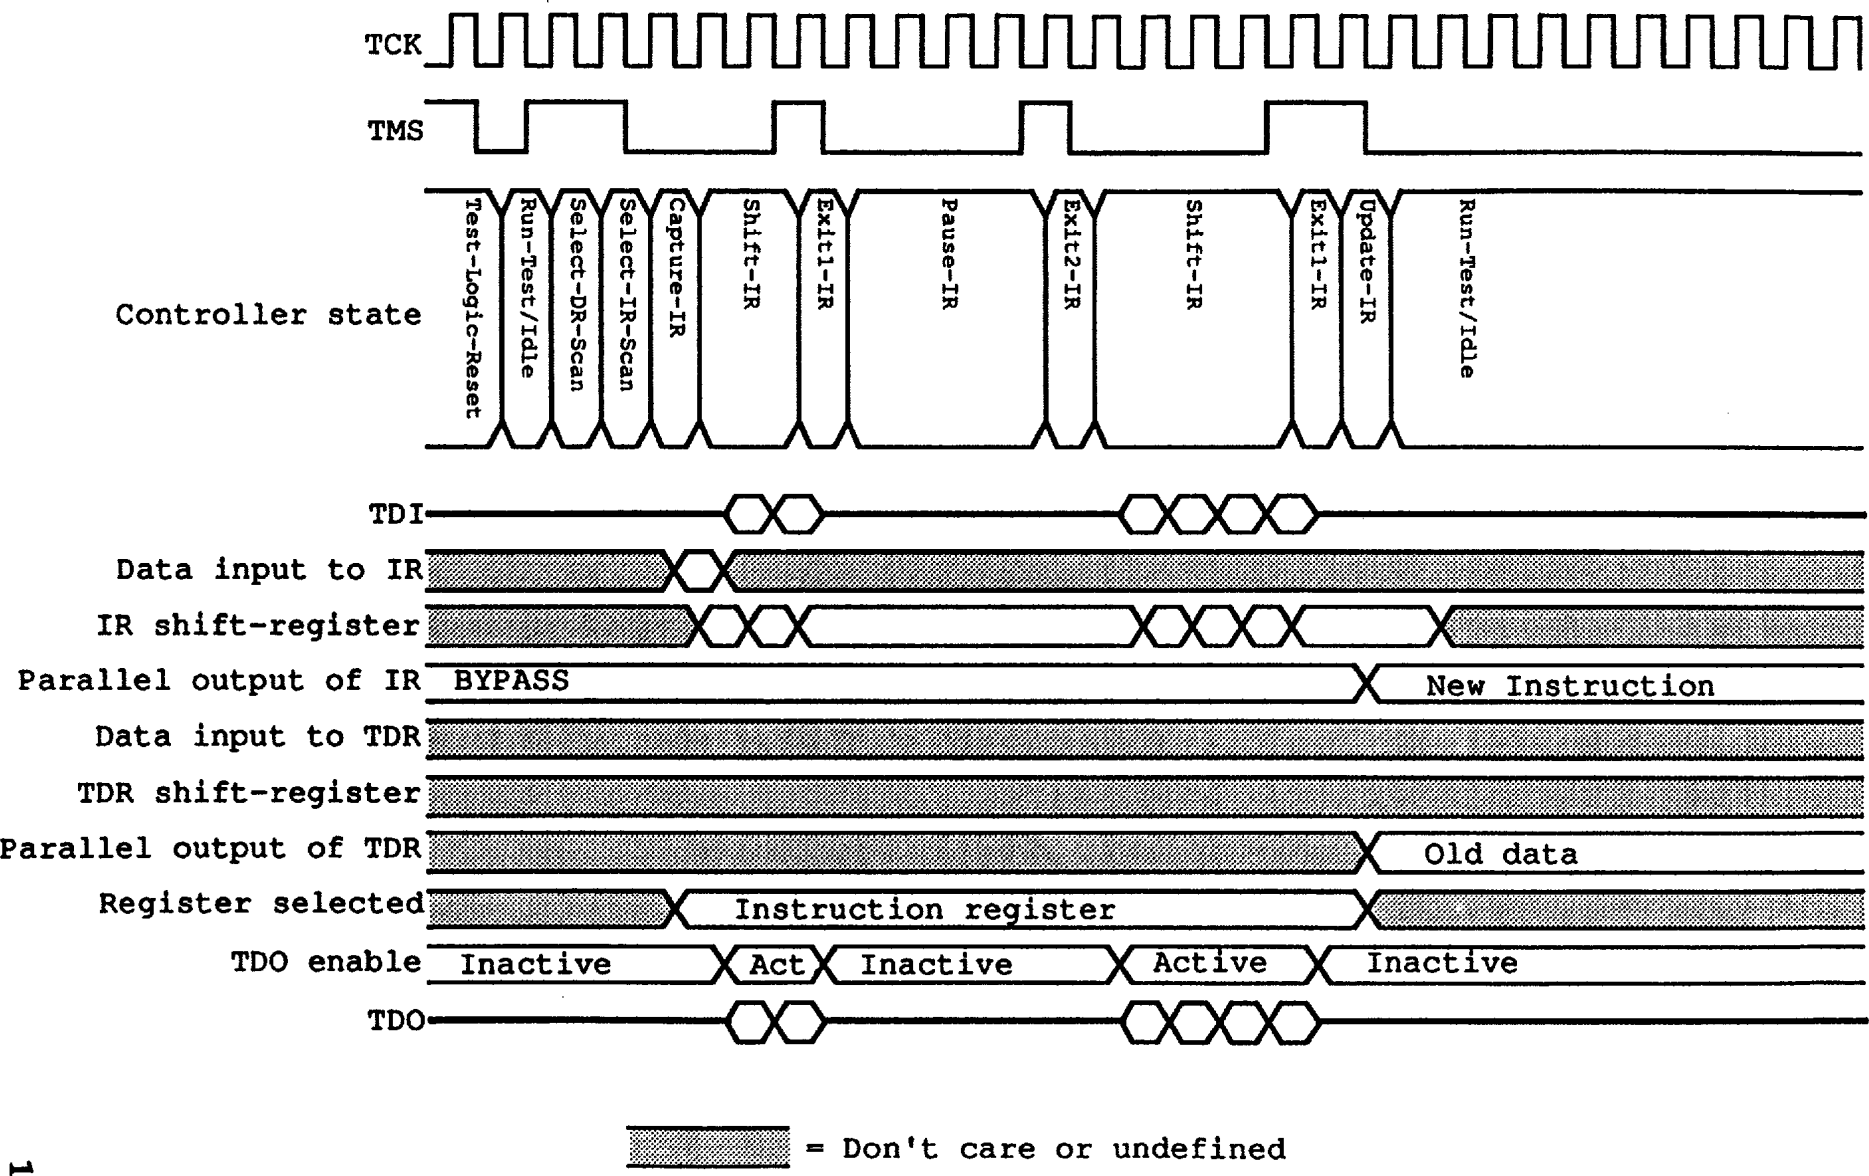 TCK
TMS
Controller state
Test-Logic-Reset
Run-Test/Idle
Select-DR-Scan
Select-IR-Scan
Capture-IR
Shift-IR
Exit1-IR
Pause-IR
Exit2-IR
Shift-IR
Exit1-IR
Update-IR
Run-Test/Idle
TDI
Data input to IR
IR shift-register
Parallel output of IR BYPASS New Instruction
Data input to TDR
TDR shift-register
Parallel output of TDR Old data
Register selected Instruction register
TDO enable Inactive Act Inactive Active Inactive
TDO
= Don't care or undefined
1